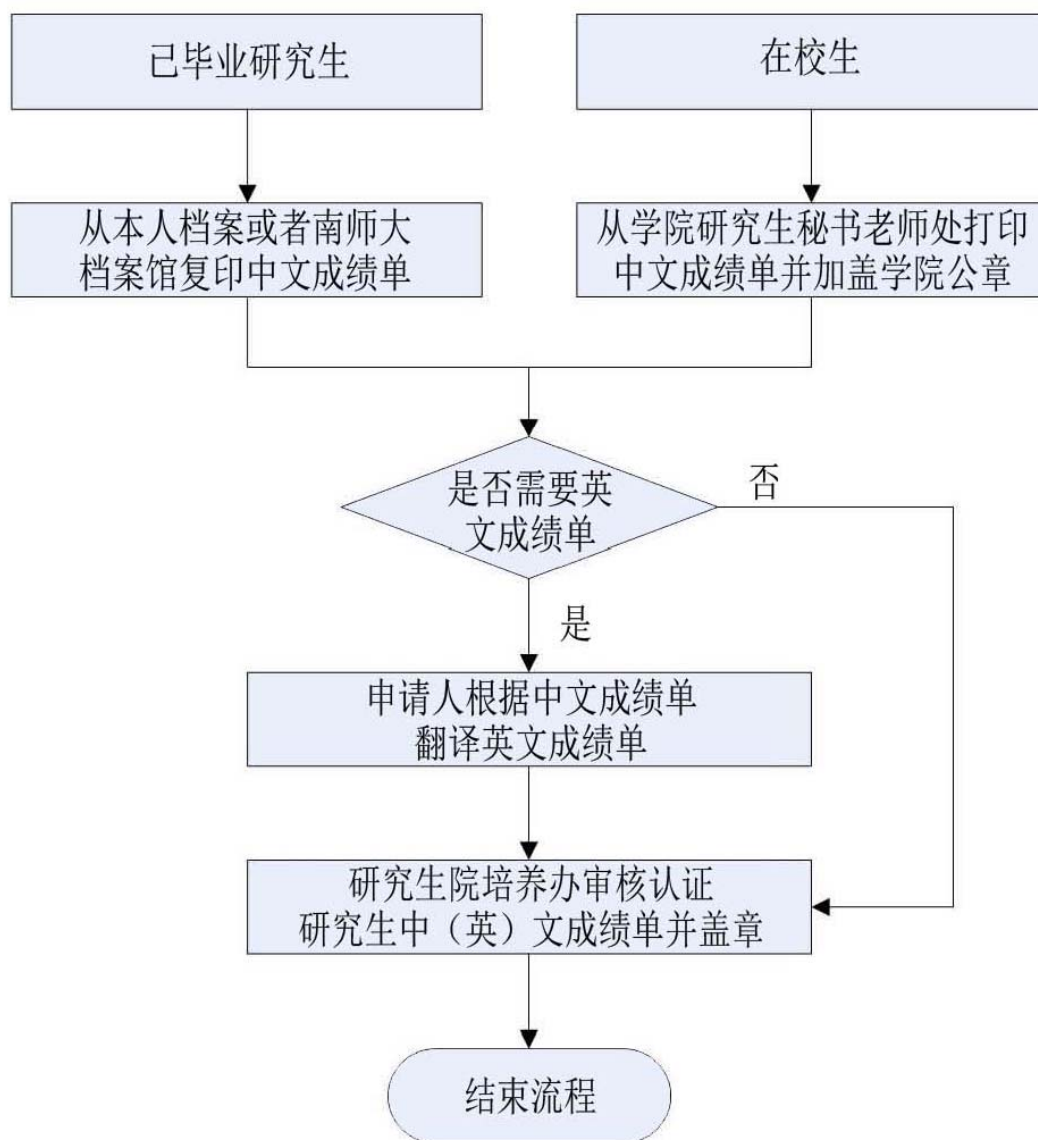 已毕业研究生
在校生
从本人档案或者南师大
档案馆复印中文成绩单
从学院研究生秘书老师处打印
中文成绩单并加盖学院公章
是否需要英
文成绩单
否
是
申请人根据中文成绩单
翻译英文成绩单
研究生院培养办审核认证
研究生中（英）文成绩单并盖章
结束流程